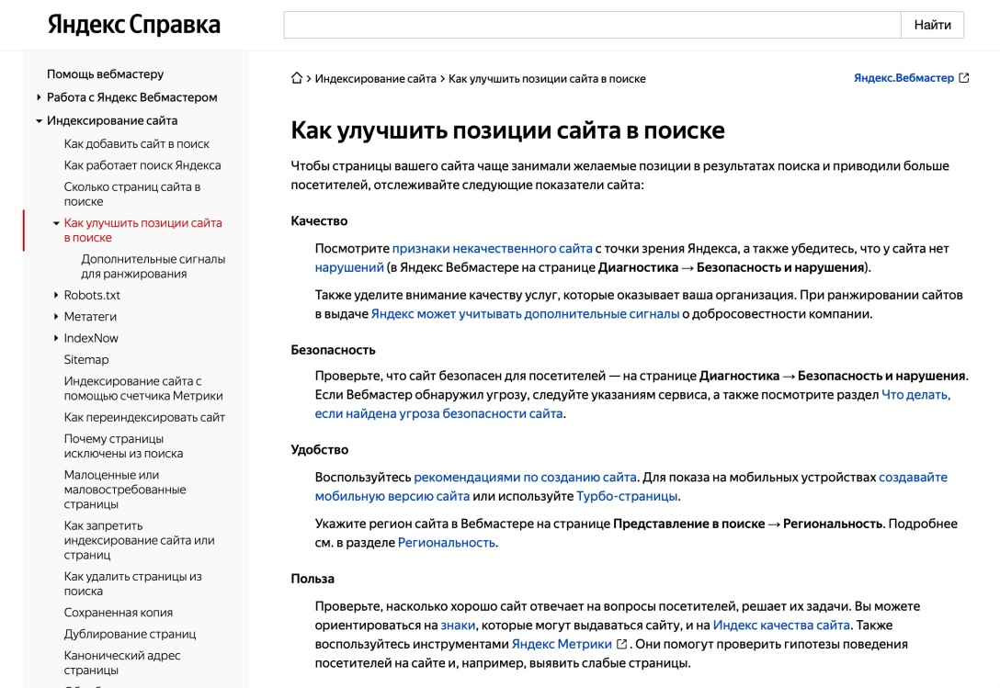 Яндекс Справка
Найти
Помощь вебмастеру
Работа с Яндекс Вебмастером
Индексирование сайта
Как добавить сайт в поиск
Как работает поиск Яндекса
Сколько страниц сайта в
поиске
Как улучшить позиции сайта
в поиске
Дополнительные сигналы
для ранжирования
Robots.txt
Метатеги
IndexNow
Sitemap
Индексирование сайта с
помощью счетчика Метрики
Как переиндексировать сайт
Почему страницы
исключены из поиска
Малоценные или
маловостребованные
страницы
Как запретить
индексирование сайта или
страниц
Как удалить страницы из
поиска
Сохраненная копия
Дублирование страниц
Канонический адрес
страницы
Индексирование сайта > Как улучшить позиции сайта в поиске
Яндекс.Вебмастер
Как улучшить позиции сайта в поиске
Чтобы страницы вашего сайта чаще занимали желаемые позиции в результатах поиска и приводили больше
посетителей, отслеживайте следующие показатели сайта:
Качество
Посмотрите признаки некачественного сайта с точки зрения Яндекса, а также убедитесь, что у сайта нет
нарушений (в Яндекс Вебмастере на странице Диагностика → Безопасность и нарушения).
Также уделите внимание качеству услуг, которые оказывает ваша организация. При ранжировании сайтов
в выдаче Яндекс может учитывать дополнительные сигналы о добросовестности компании.
Безопасность
Проверьте, что сайт безопасен для посетителей — на странице Диагностика → Безопасность и нарушения.
Если Вебмастер обнаружил угрозу, следуйте указаниям сервиса, а также посмотрите раздел Что делать,
если найдена угроза безопасности сайта.
Удобство
Воспользуйтесь рекомендациями по созданию сайта. Для показа на мобильных устройствах создавайте
мобильную версию сайта или используйте Турбо-страницы.
Укажите регион сайта в Вебмастере на странице Представление в поиске → Региональность. Подробнее
см. в разделе Региональность.
Польза
Проверьте, насколько хорошо сайт отвечает на вопросы посетителей, решает их задачи. Вы можете
ориентироваться на знаки, которые могут выдаваться сайту, и на Индекс качества сайта. Также
воспользуйтесь инструментами Яндекс Метрики . Они помогут проверить гипотезы поведения
посетителей на сайте и, например, выявить слабые страницы.